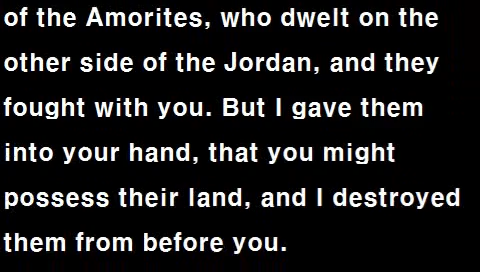 of the Amorites, who dwelt on the
other side of the Jordan, and they
fought with you. But I gave them
into your hand, that you might
possess their land, and I destroyed
them from before you.